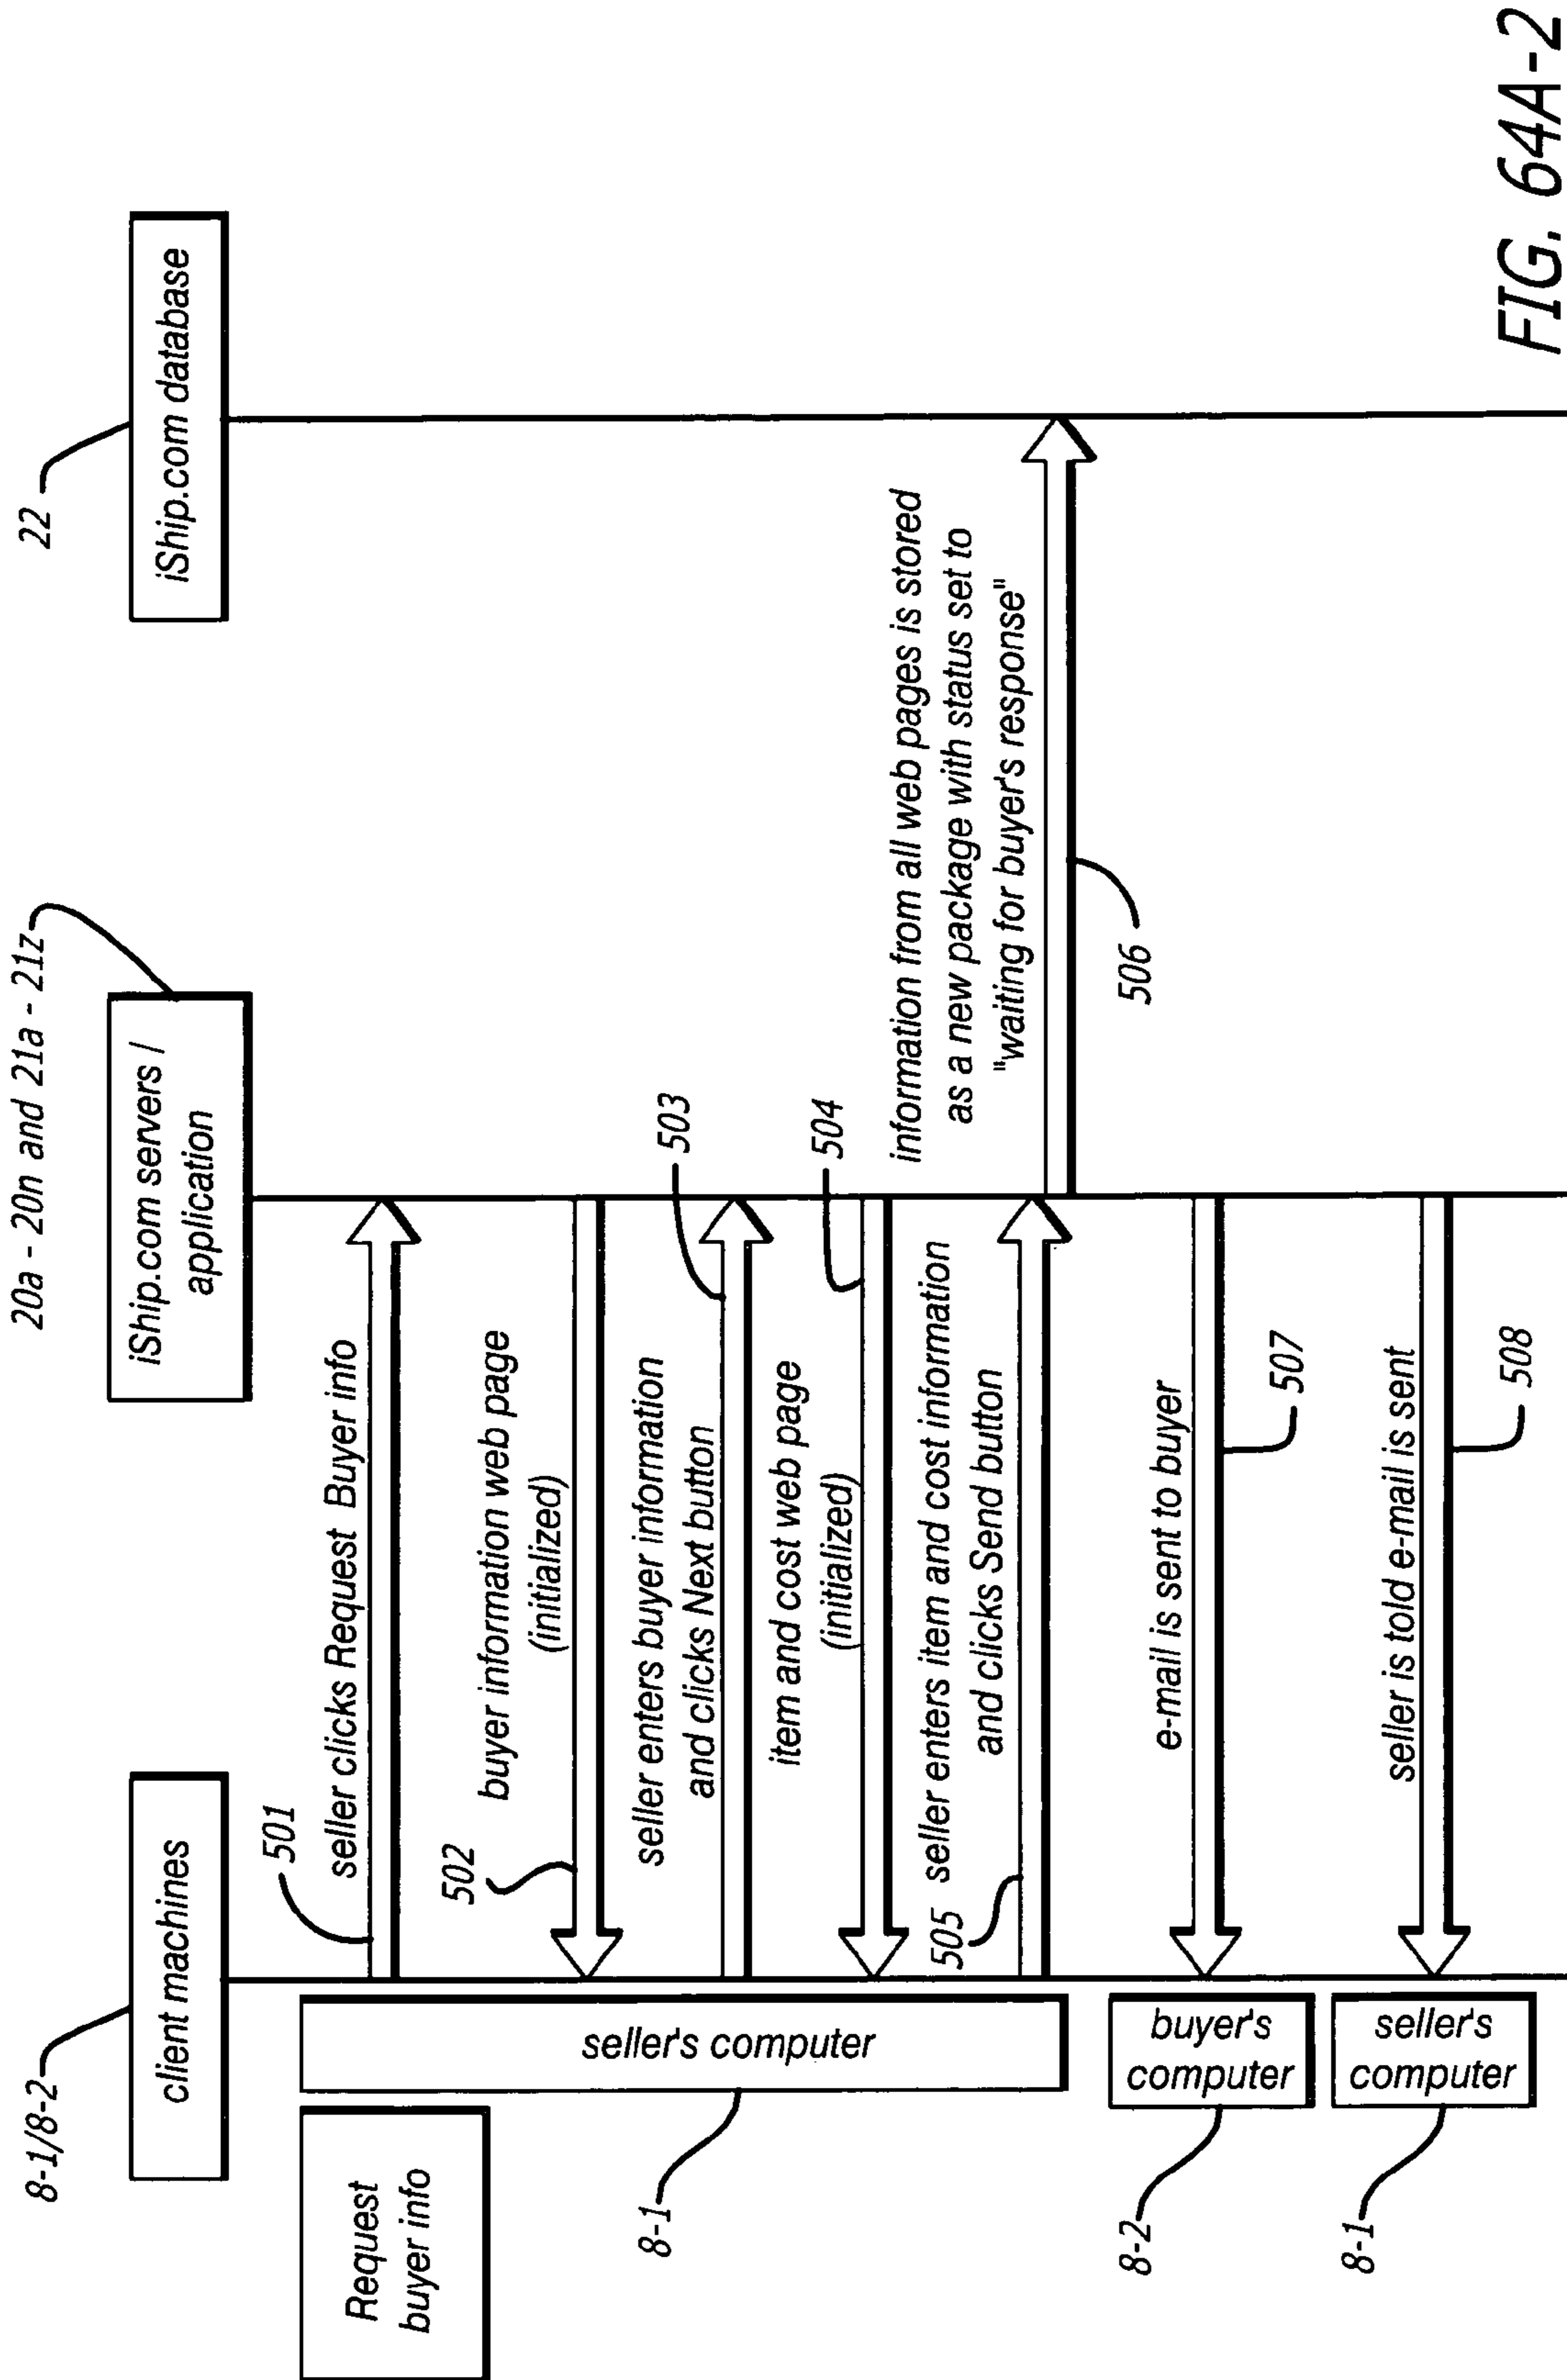 8-1/8-2
20a - 20n and 21a - 21z
22
client machines
iShip.com servers /
application
iShip.com database
Request
buyer info
8-1
seller's computer
501
seller clicks Request Buyer info
502
buyer information web page
(initialized)
seller enters buyer information
and clicks Next button
503
item and cost web page
(initialized)
504
505
seller enters item and cost information
and clicks Send button
information from all web pages is stored
as a new package with status set to
"waiting for buyer's response"
506
8-2
buyer's
computer
e-mail is sent to buyer
507
8-1
seller's
computer
seller is told e-mail is sent
508
FIG. 64A-2